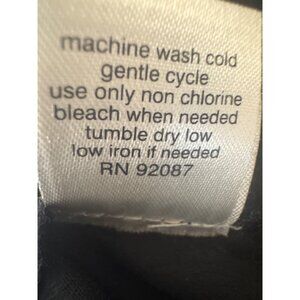 machine wash cold
gentle cycle
use only non chlorine
bleach when needed
tumble dry low
low iron if needed
RN 92087